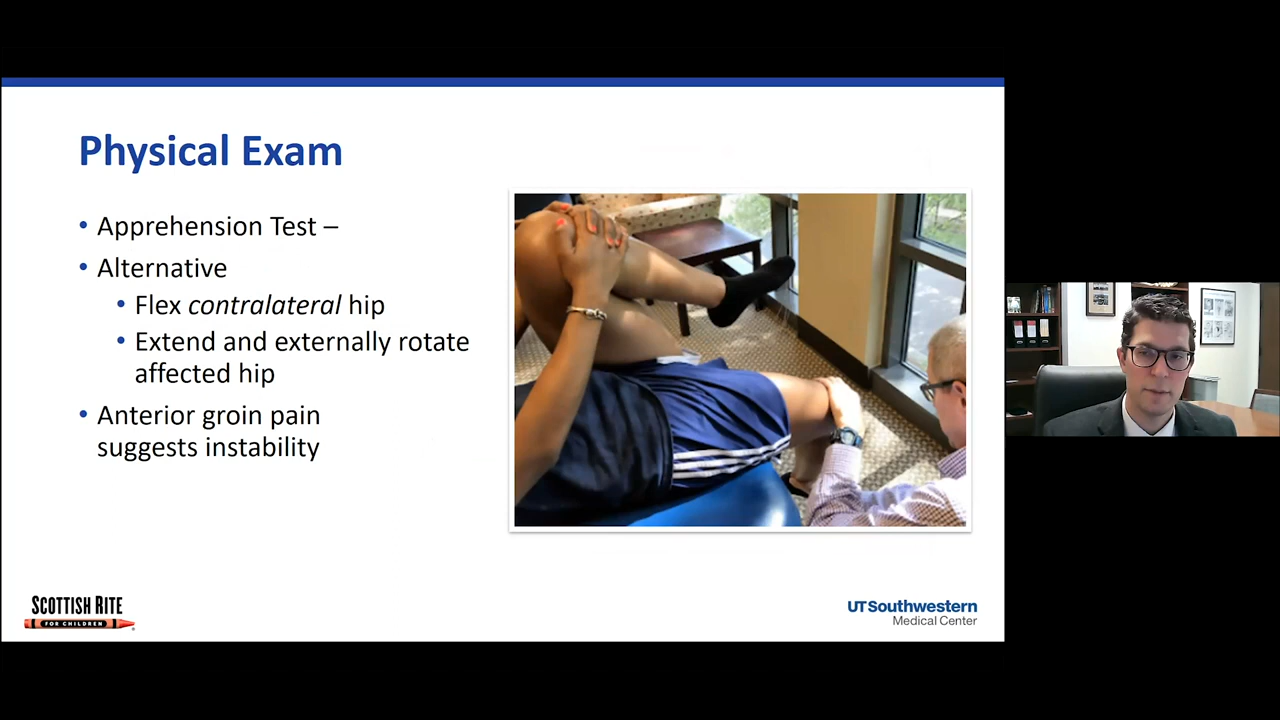 Physical Exam
• Apprehension Test –
• Alternative
• Flex contralateral hip
• Extend and externally rotate
affected hip
• Anterior groin pain
suggests instability
SCOTTISH RITE
FOR CHILDREN
®
UTSouthwestern
Medical Center